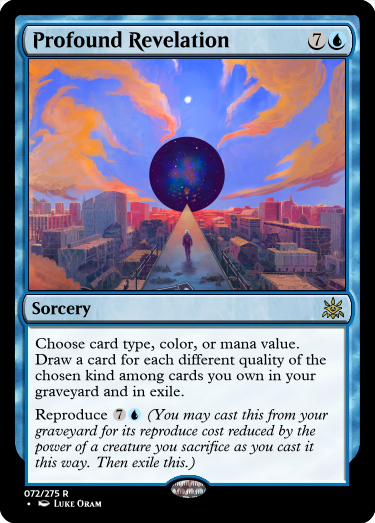 Profound Revelation 7
Sorcery
Choose card type, color, or mana value.
Draw a card for each different quality of the
chosen kind among cards you own in your
graveyard and in exile.
Reproduce 7 (You may cast this from your
graveyard for its reproduce cost reduced by the
power of a creature you sacrifice as you cast it
this way. Then exile this.)
072/275 R
• Luke Oram